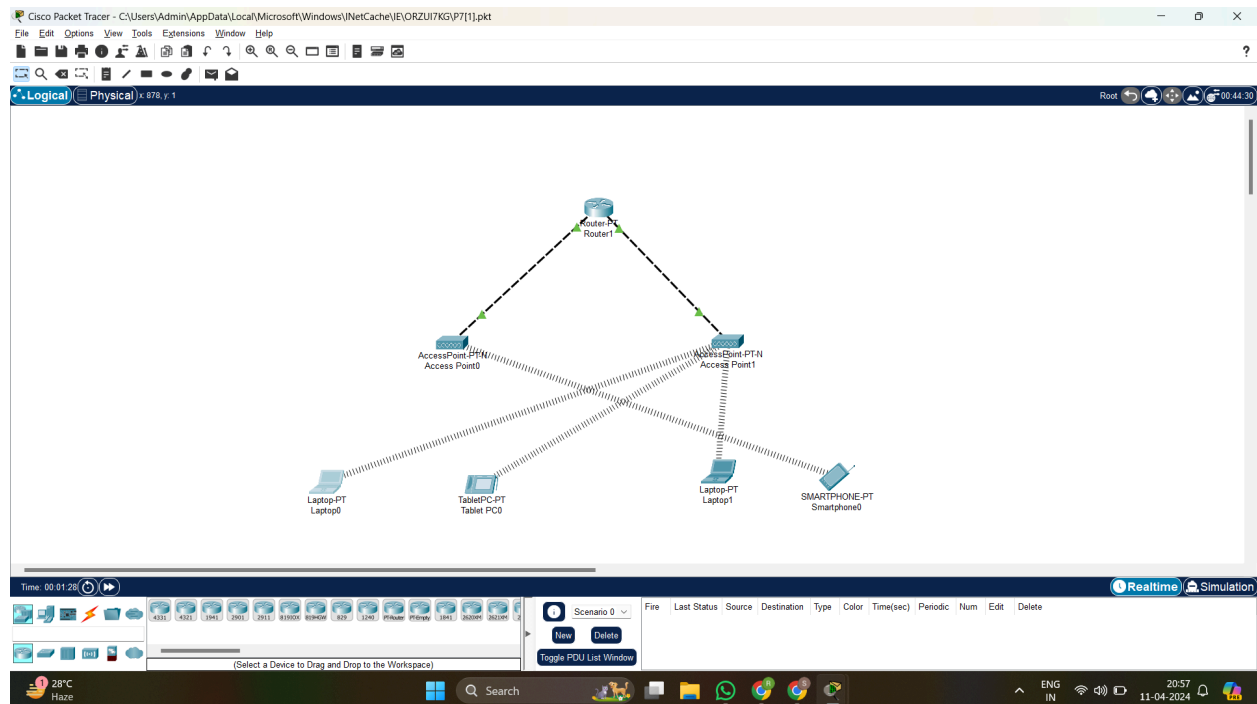 Cisco Packet Tracer - C:\Users\Admin\AppData\Local\Microsoft\Windows\INetCache\IE\ORZUI7KG\P7[1].pkt
File Edit Options View Tools Extensions Window Help
?
Logical Physical x: 878, y: 1 Root 00:44:30
Router-PT
Router1
AccessPoint-PT-N
Access Point0
AccessPoint-PT-N
Access Point1
Laptop-PT
Laptop0
TabletPC-PT
Tablet PC0
Laptop-PT
Laptop1
SMARTPHONE-PT
Smartphone0
Time: 00:01:28 Realtime Simulation
4331 4321 1941 2901 2911 819IOX 819HGW 829 1240 PT-Router PT-Empty 1841 2620XM 2621XM
Scenario 0
New Delete
Toggle PDU List Window
Fire Last Status Source Destination Type Color Time(sec) Periodic Num Edit Delete
(Select a Device to Drag and Drop to the Workspace)
1
28°C
Haze
Search
R S
ENG
IN
20:57
11-04-2024
PRE